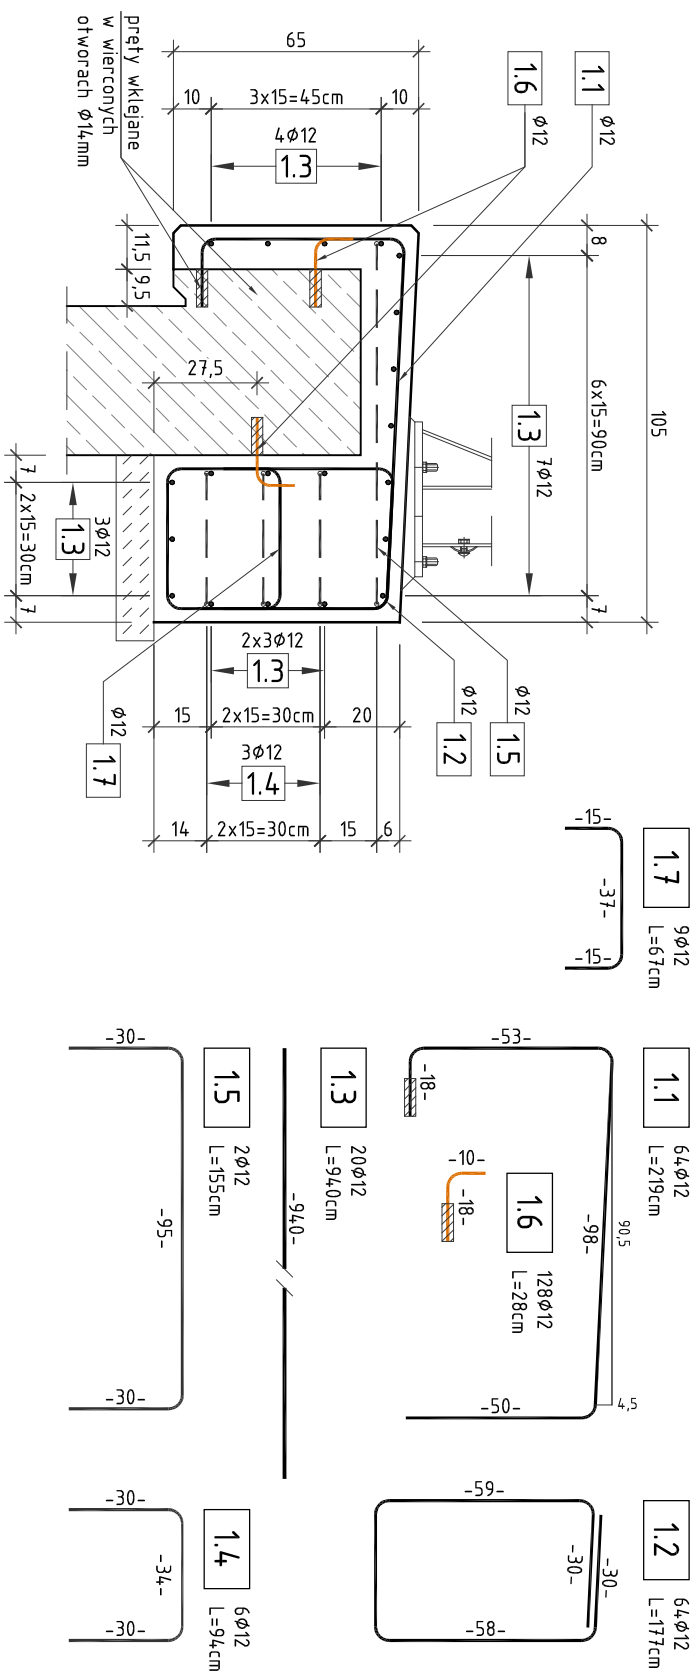 65
10
3x15=45cm
10
4ϕ12
1.3
1.6
ϕ12
1.1
ϕ12
pręty wklejane
w wierconych
otworach ϕ14mm
11,5
9,5
27,5
8
6x15=90cm
7
105
1.3
7ϕ12
7
2x15=30cm
7
3ϕ12
1.3
2x3ϕ12
1.3
15
2x15=30cm
20
3ϕ12
1.4
14
2x15=30cm
15
6
ϕ12
1.7
ϕ12
1.2
ϕ12
1.5
1.7
9ϕ12
L=67cm
-15-
-37-
-15-
1.1
64ϕ12
L=219cm
-53-
-18-
-98-
90,5
4,5
-50-
1.6
128ϕ12
L=28cm
-10-
-18-
1.3
20ϕ12
L=940cm
-940-
1.5
2ϕ12
L=155cm
-30-
-95-
-30-
1.2
64ϕ12
L=177cm
-59-
-30-
-30-
-58-
1.4
6ϕ12
L=94cm
-30-
-34-
-30-